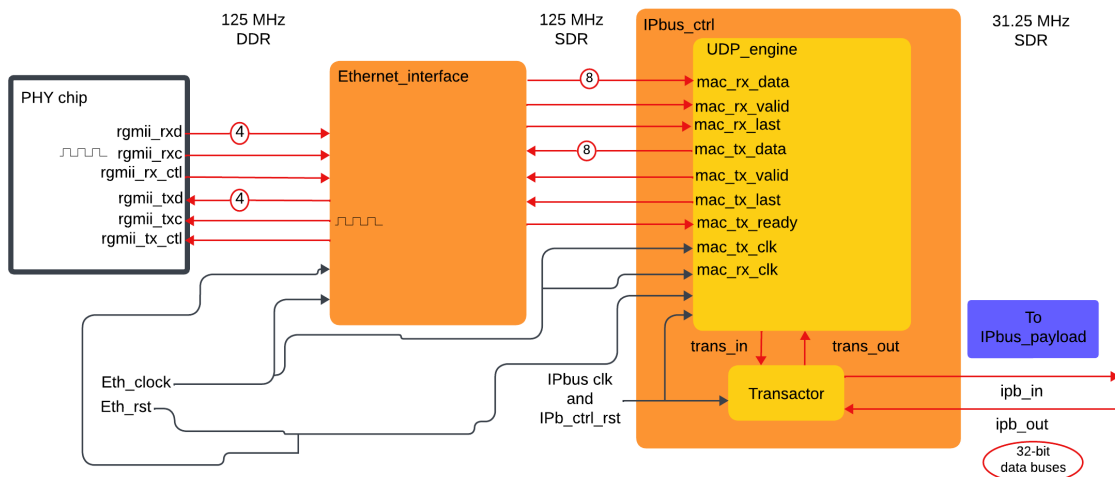 125 MHz
DDR
125 MHz
SDR
31.25 MHz
SDR
IPbus_ctrl
UDP_engine
Ethernet_interface
PHY chip
8
mac_rx_data
mac_rx_valid
mac_rx_last
8
mac_tx_data
mac_tx_valid
mac_tx_last
mac_tx_ready
mac_tx_clk
mac_rx_clk
rgmii_rxd
4
rgmii_rxc
rgmii_rx_ctl
rgmii_txd
4
rgmii_txc
rgmii_tx_ctl
To
IPbus_payload
trans_in
trans_out
Eth_clock
Eth_rst
IPbus clk
and
IPb_ctrl_rst
Transactor
ipb_in
ipb_out
32-bit
data buses